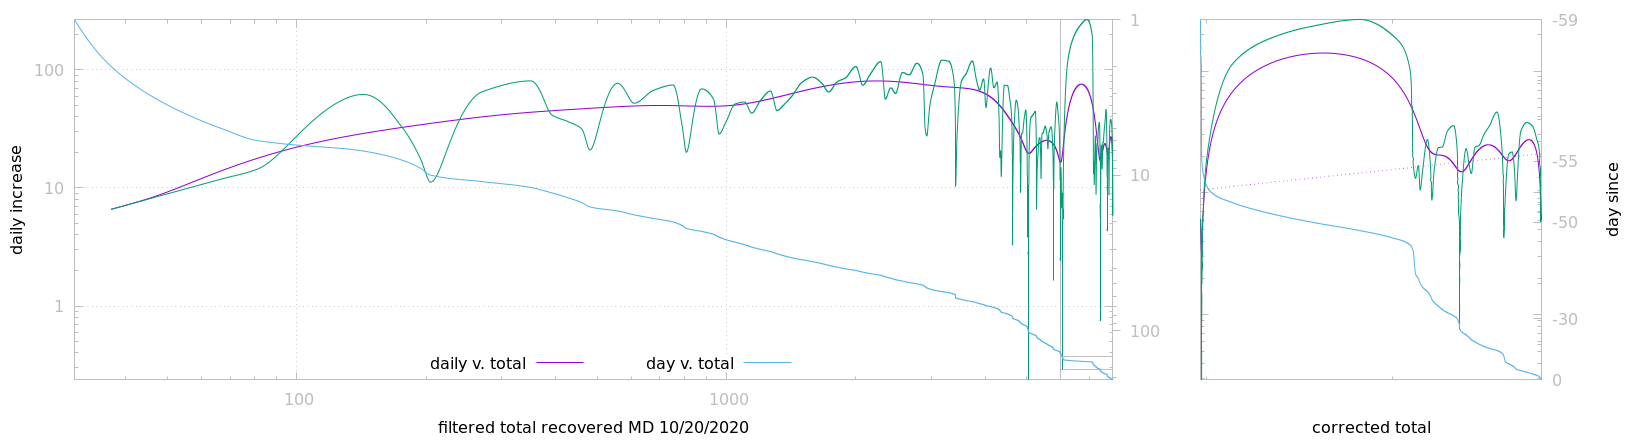 daily increase
100
10
1
100
1000
1
10
100
daily v. total
day v. total
filtered total recovered MD 10/20/2020
-59
-55
-50
-30
0
day since
corrected total